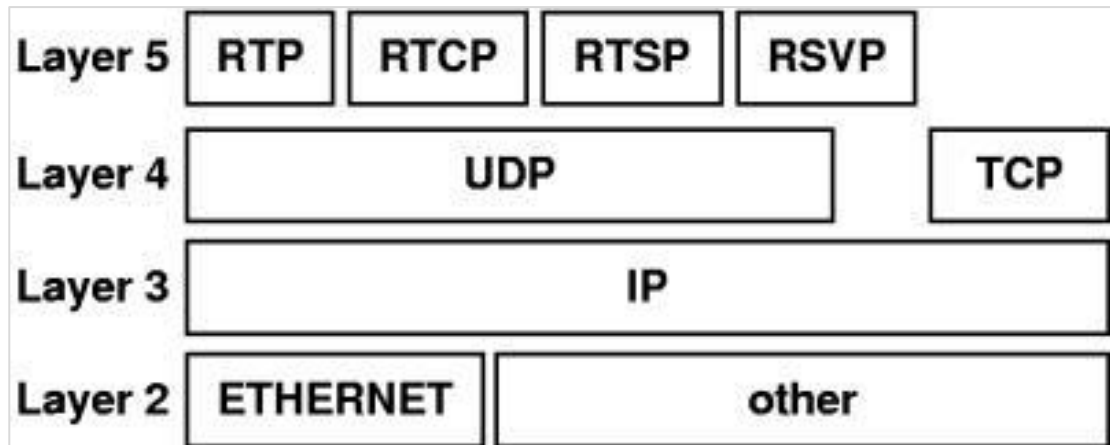 Layer 5 RTP RTCP RTSP RSVP
Layer 4 UDP TCP
Layer 3 IP
Layer 2 ETHERNET other